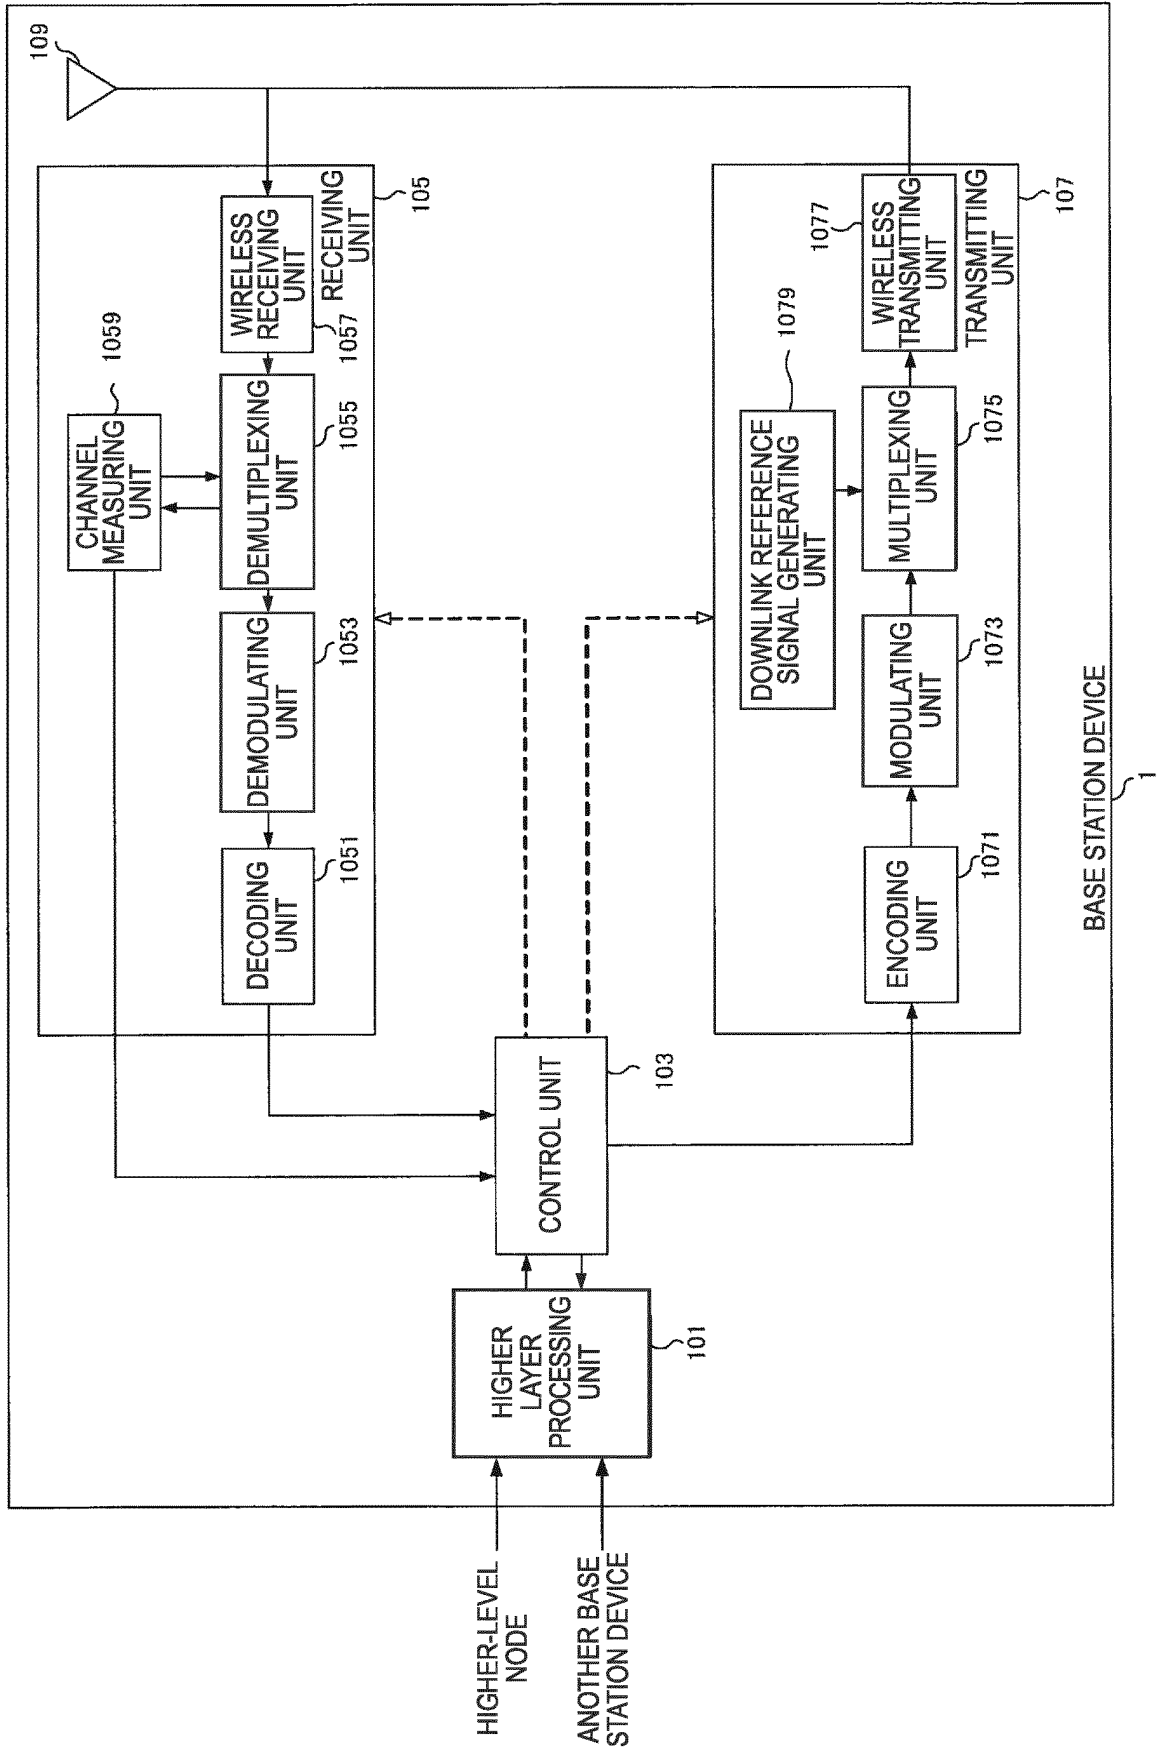 109
CHANNEL
MEASURING
UNIT
1059
WIRELESS
RECEIVING
UNIT
1057
RECEIVING
UNIT
105
DEMULTIPLEXING
UNIT
1055
DEMODULATING
UNIT
1053
DECODING
UNIT
1051
HIGHER-LEVEL
NODE
ANOTHER BASE
STATION DEVICE
HIGHER
LAYER
PROCESSING
UNIT
101
CONTROL UNIT
103
DOWNLINK REFERENCE
SIGNAL GENERATING
UNIT
1079
ENCODING
UNIT
1071
MODULATING
UNIT
1073
MULTIPLEXING
UNIT
1075
WIRELESS
TRANSMITTING
UNIT
1077
TRANSMITTING
UNIT
107
BASE STATION DEVICE
1